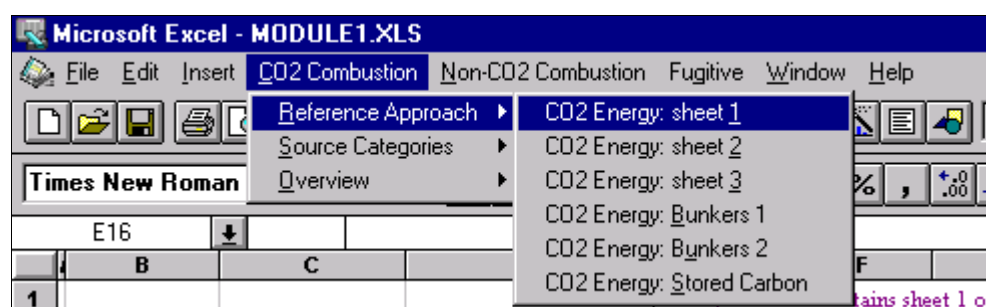 Microsoft Excel - MODULE1.XLS
File Edit Insert CO2 Combustion Non-CO2 Combustion Fugitive Window Help
Reference Approach
Source Categories
Overview
CO2 Energy: sheet 1
CO2 Energy: sheet 2
CO2 Energy: sheet 3
CO2 Energy: Bunkers 1
CO2 Energy: Bunkers 2
CO2 Energy: Stored Carbon
Times New Roman % , .0 .00
E16
B C F
1 tains sheet 1 o